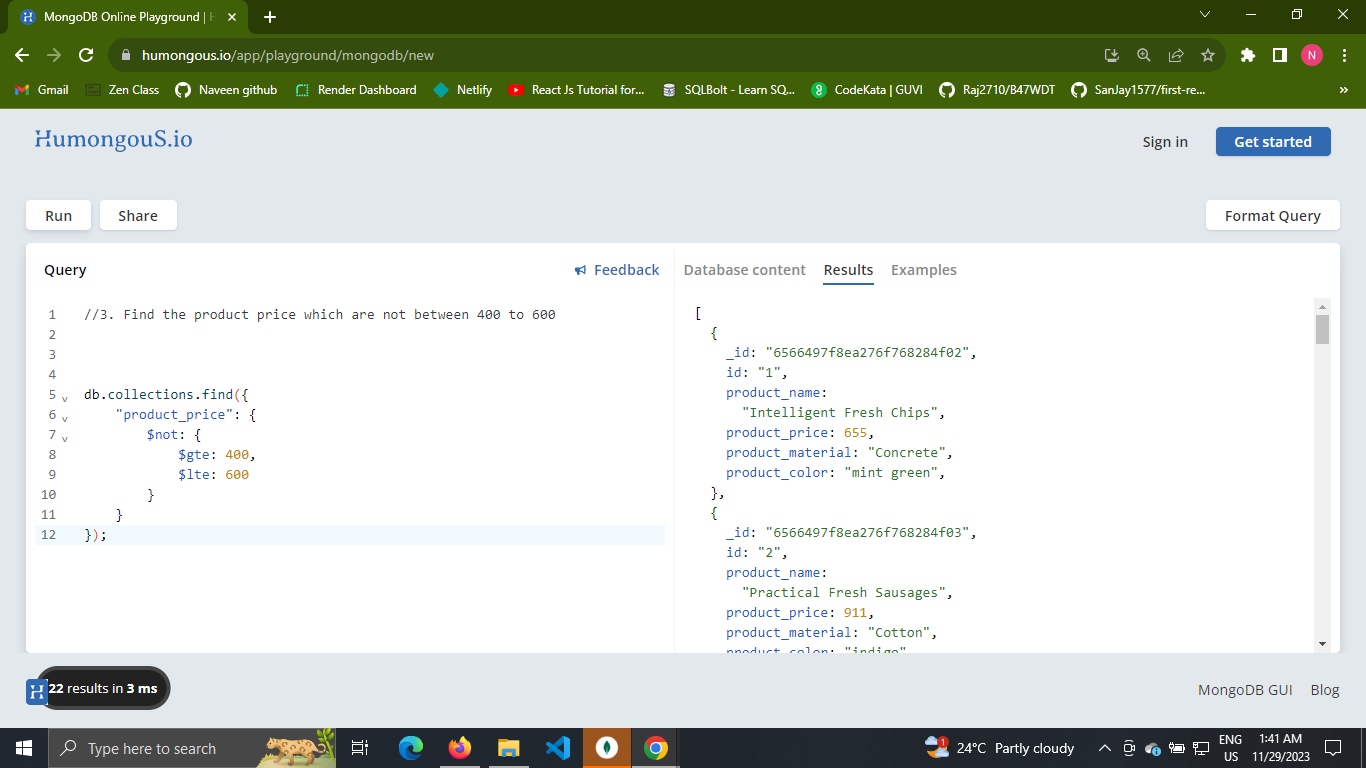 MongoDB Online Playground | H
humongous.io/app/playground/mongodb/new
N
Gmail
Zen Class
Naveen github
Render Dashboard
Netlify
React Js Tutorial for...
SQLBolt - Learn SQ...
CodeKata | GUVI
Raj2710/B47WDT
SanJay1577/first-re...
»
HumongouS.io
Sign in
Get started
Run
Share
Format Query
Query
Feedback
Database content
Results
Examples
1 //3. Find the product price which are not between 400 to 600
2
3
4
5 db.collections.find({
6 "product_price": {
7 $not: {
8 $gte: 400,
9 $lte: 600
10 }
11 }
12 });
[
{
_id: "6566497f8ea276f768284f02",
id: "1",
product_name:
"Intelligent Fresh Chips",
product_price: 655,
product_material: "Concrete",
product_color: "mint green",
},
{
_id: "6566497f8ea276f768284f03",
id: "2",
product_name:
"Practical Fresh Sausages",
product_price: 911,
product_material: "Cotton",
product_color: "indigo"
H
22 results in 3 ms
MongoDB GUI
Blog
Type here to search
1
24°C Partly cloudy
ENG
US
1:41 AM
11/29/2023